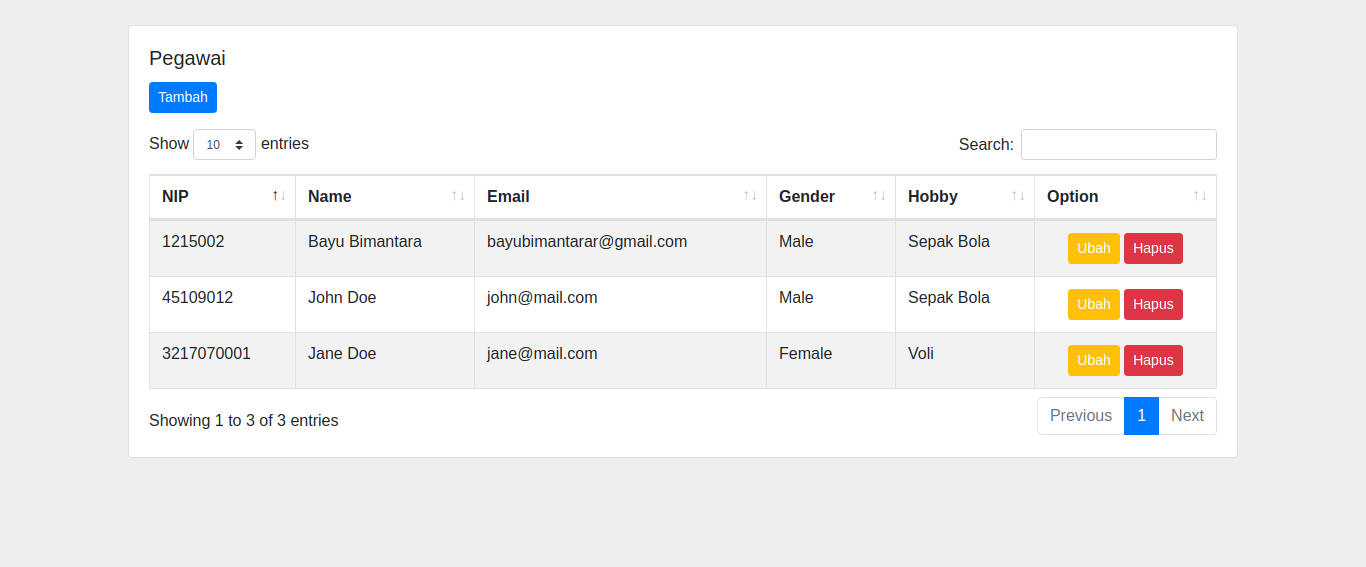 Pegawai
Tambah
Show 10 entries Search:
NIP Name Email Gender Hobby Option
1215002 Bayu Bimantara bayubimantarar@gmail.com Male Sepak Bola Ubah Hapus
45109012 John Doe john@mail.com Male Sepak Bola Ubah Hapus
3217070001 Jane Doe jane@mail.com Female Voli Ubah Hapus
Showing 1 to 3 of 3 entries Previous 1 Next